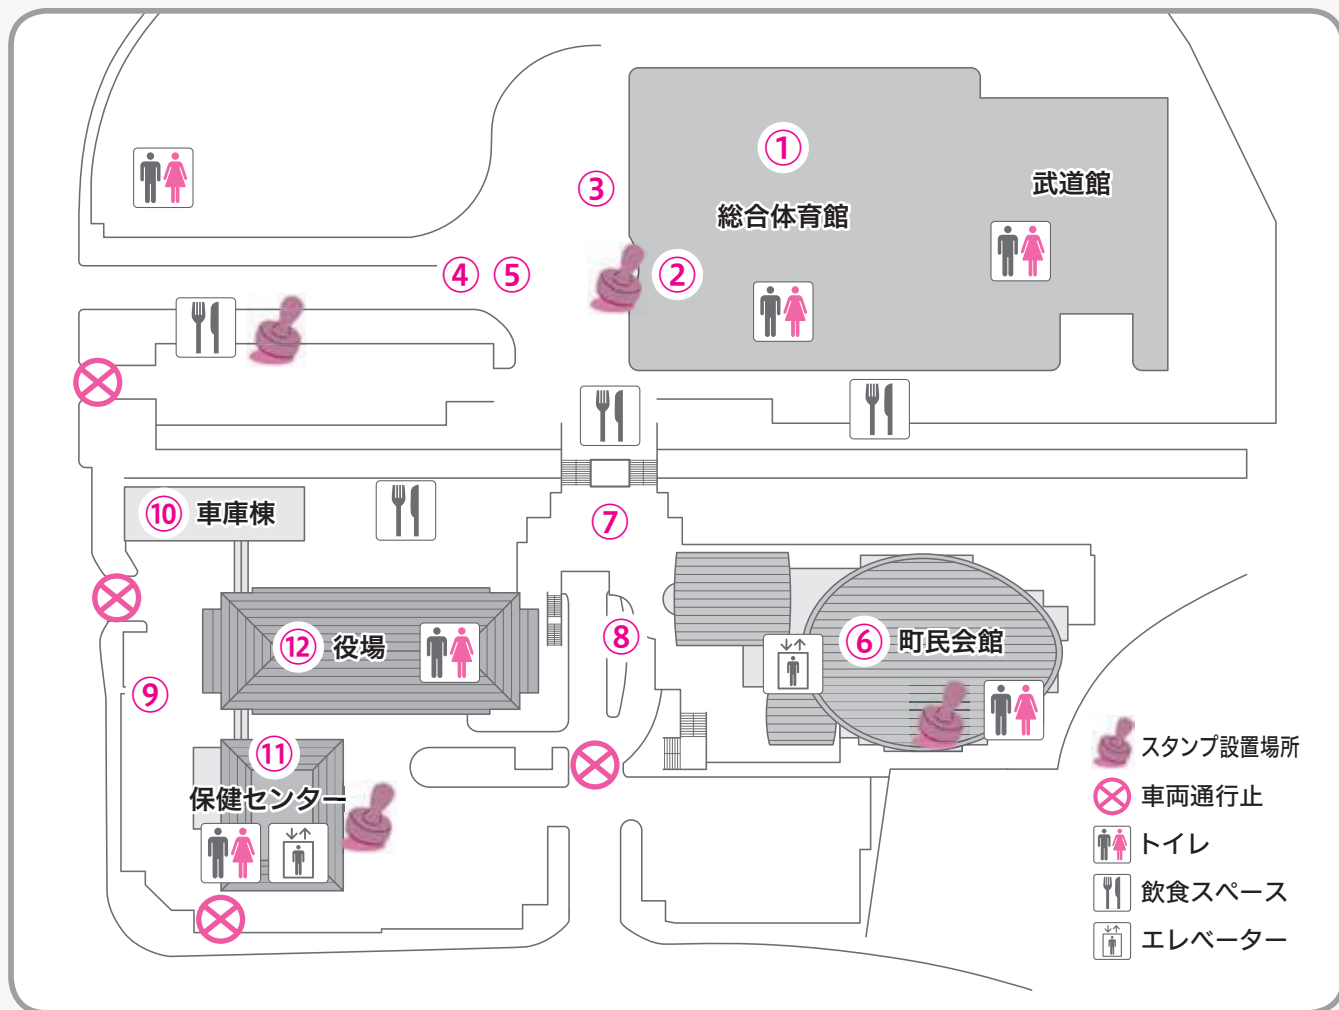 ①
武道館
③
総合体育館
④
⑤
②
⑩ 車庫棟
⑦
⑫ 役場
⑧
⑥ 町民会館
⑨
⑪
保健センター
スタンプ設置場所
車両通行止
トイレ
飲食スペース
エレベーター